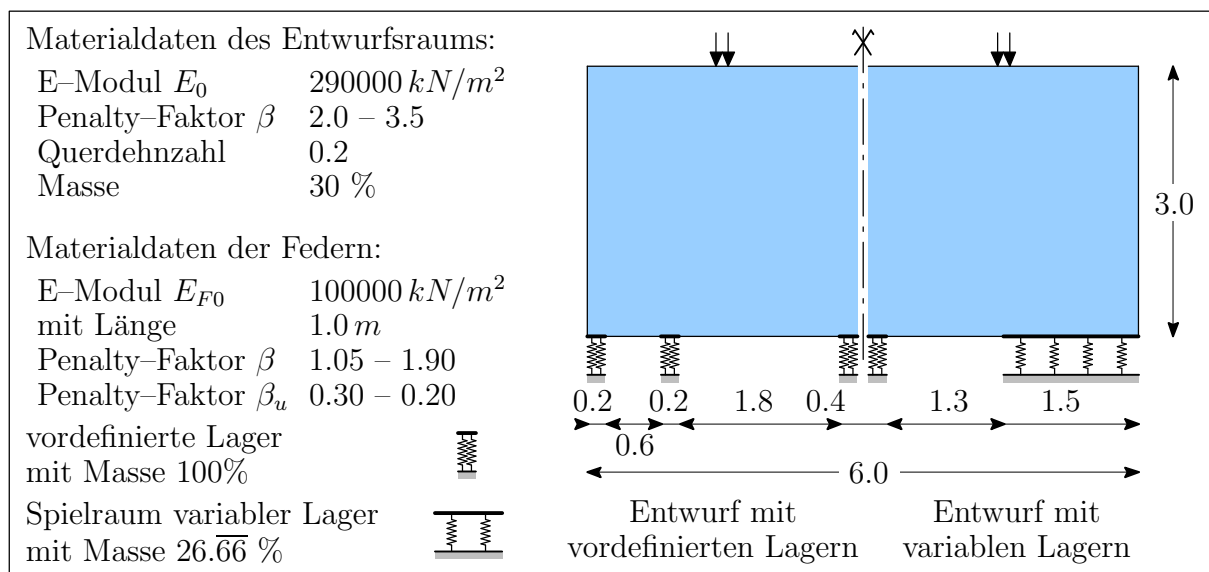 Materialdaten des Entwurfsraums:
E–Modul E₀ 290000 kN/m²
Penalty–Faktor β 2.0 – 3.5
Querdehnzahl 0.2
Masse 30 %
Materialdaten der Federn:
E–Modul E_F0 100000 kN/m²
mit Länge 1.0 m
Penalty–Faktor β 1.05 – 1.90
Penalty–Faktor βᵤ 0.30 – 0.20
vordefinierte Lager
mit Masse 100%
Spielraum variabler Lager
mit Masse 26.6̅6̅ %
3.0
0.2 0.2 1.8 0.4 1.3 1.5
0.6
6.0
Entwurf mit
vordefinierten Lagern
Entwurf mit
variablen Lagern